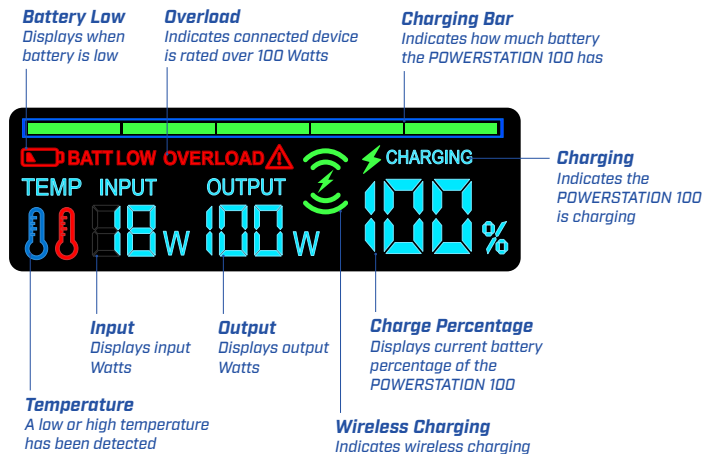 Battery Low
Displays when
battery is low
Overload
Indicates connected device
is rated over 100 Watts
Charging Bar
Indicates how much battery
the POWERSTATION 100 has
BATT LOW OVERLOAD
CHARGING
TEMP INPUT OUTPUT
18 W 100 W 100 %
Charging
Indicates the
POWERSTATION 100
is charging
Input
Displays input
Watts
Output
Displays output
Watts
Charge Percentage
Displays current battery
percentage of the
POWERSTATION 100
Temperature
A low or high temperature
has been detected
Wireless Charging
Indicates wireless charging